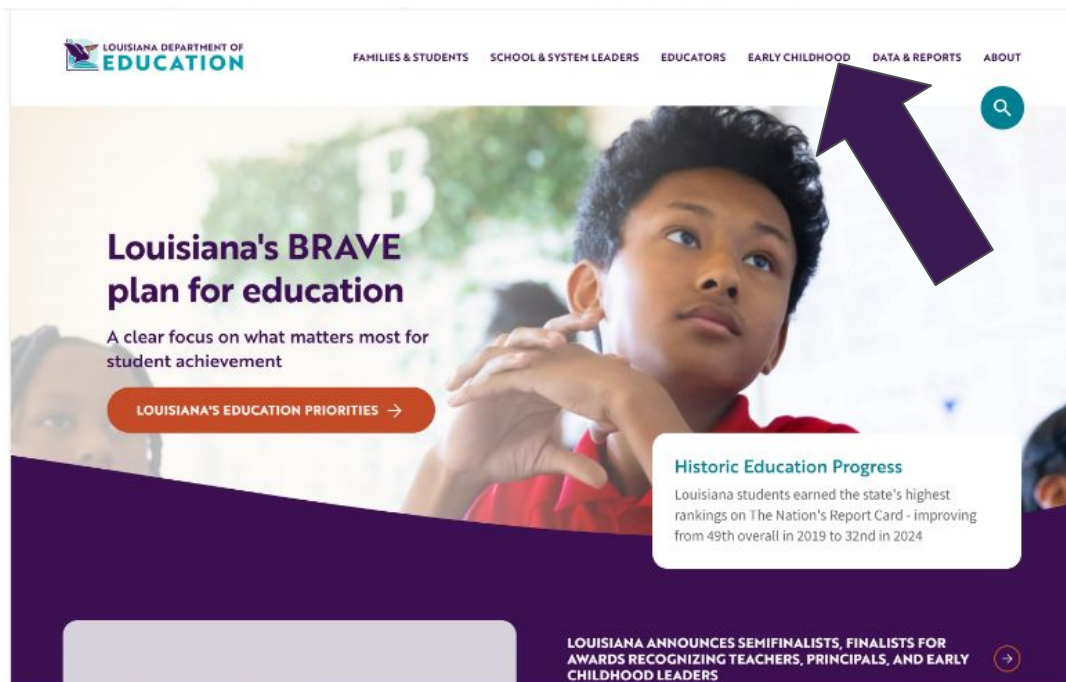 LOUISIANA DEPARTMENT OF
EDUCATION
FAMILIES & STUDENTS SCHOOL & SYSTEM LEADERS EDUCATORS EARLY CHILDHOOD DATA & REPORTS ABOUT
B
Louisiana's BRAVE
plan for education
A clear focus on what matters most for
student achievement
LOUISIANA'S EDUCATION PRIORITIES →
Historic Education Progress
Louisiana students earned the state's highest
rankings on The Nation's Report Card - improving
from 49th overall in 2019 to 32nd in 2024
LOUISIANA ANNOUNCES SEMIFINALISTS, FINALISTS FOR
AWARDS RECOGNIZING TEACHERS, PRINCIPALS, AND EARLY
CHILDHOOD LEADERS